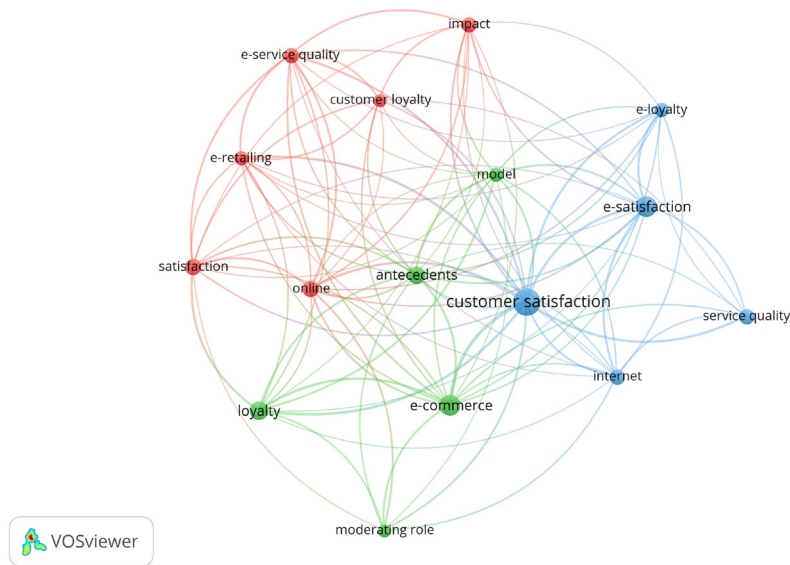 impact
e-service quality
customer loyalty
e-loyalty
e-retailing
model
e-satisfaction
satisfaction
antecedents
online
customer satisfaction
service quality
internet
e-commerce
loyalty
moderating role
VOSviewer